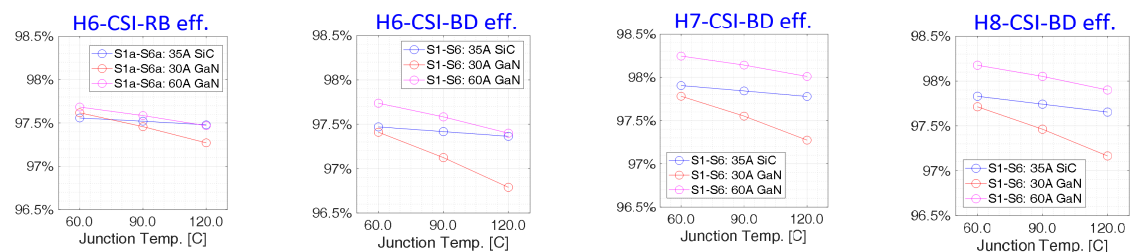 H6-CSI-RB eff.
98.5%
98%
97.5%
97%
96.5%
S1a-S6a: 35A SiC
S1a-S6a: 30A GaN
S1a-S6a: 60A GaN
60.0 90.0 120.0
Junction Temp. [C]
H6-CSI-BD eff.
98.5%
98%
97.5%
97%
96.5%
S1-S6: 35A SiC
S1-S6: 30A GaN
S1-S6: 60A GaN
60.0 90.0 120.0
Junction Temp. [C]
H7-CSI-BD eff.
98.5%
98%
97.5%
97%
96.5%
S1-S6: 35A SiC
S1-S6: 30A GaN
S1-S6: 60A GaN
60.0 90.0 120.0
Junction Temp. [C]
H8-CSI-BD eff.
98.5%
98%
97.5%
97%
96.5%
S1-S6: 35A SiC
S1-S6: 30A GaN
S1-S6: 60A GaN
60.0 90.0 120.0
Junction Temp. [C]